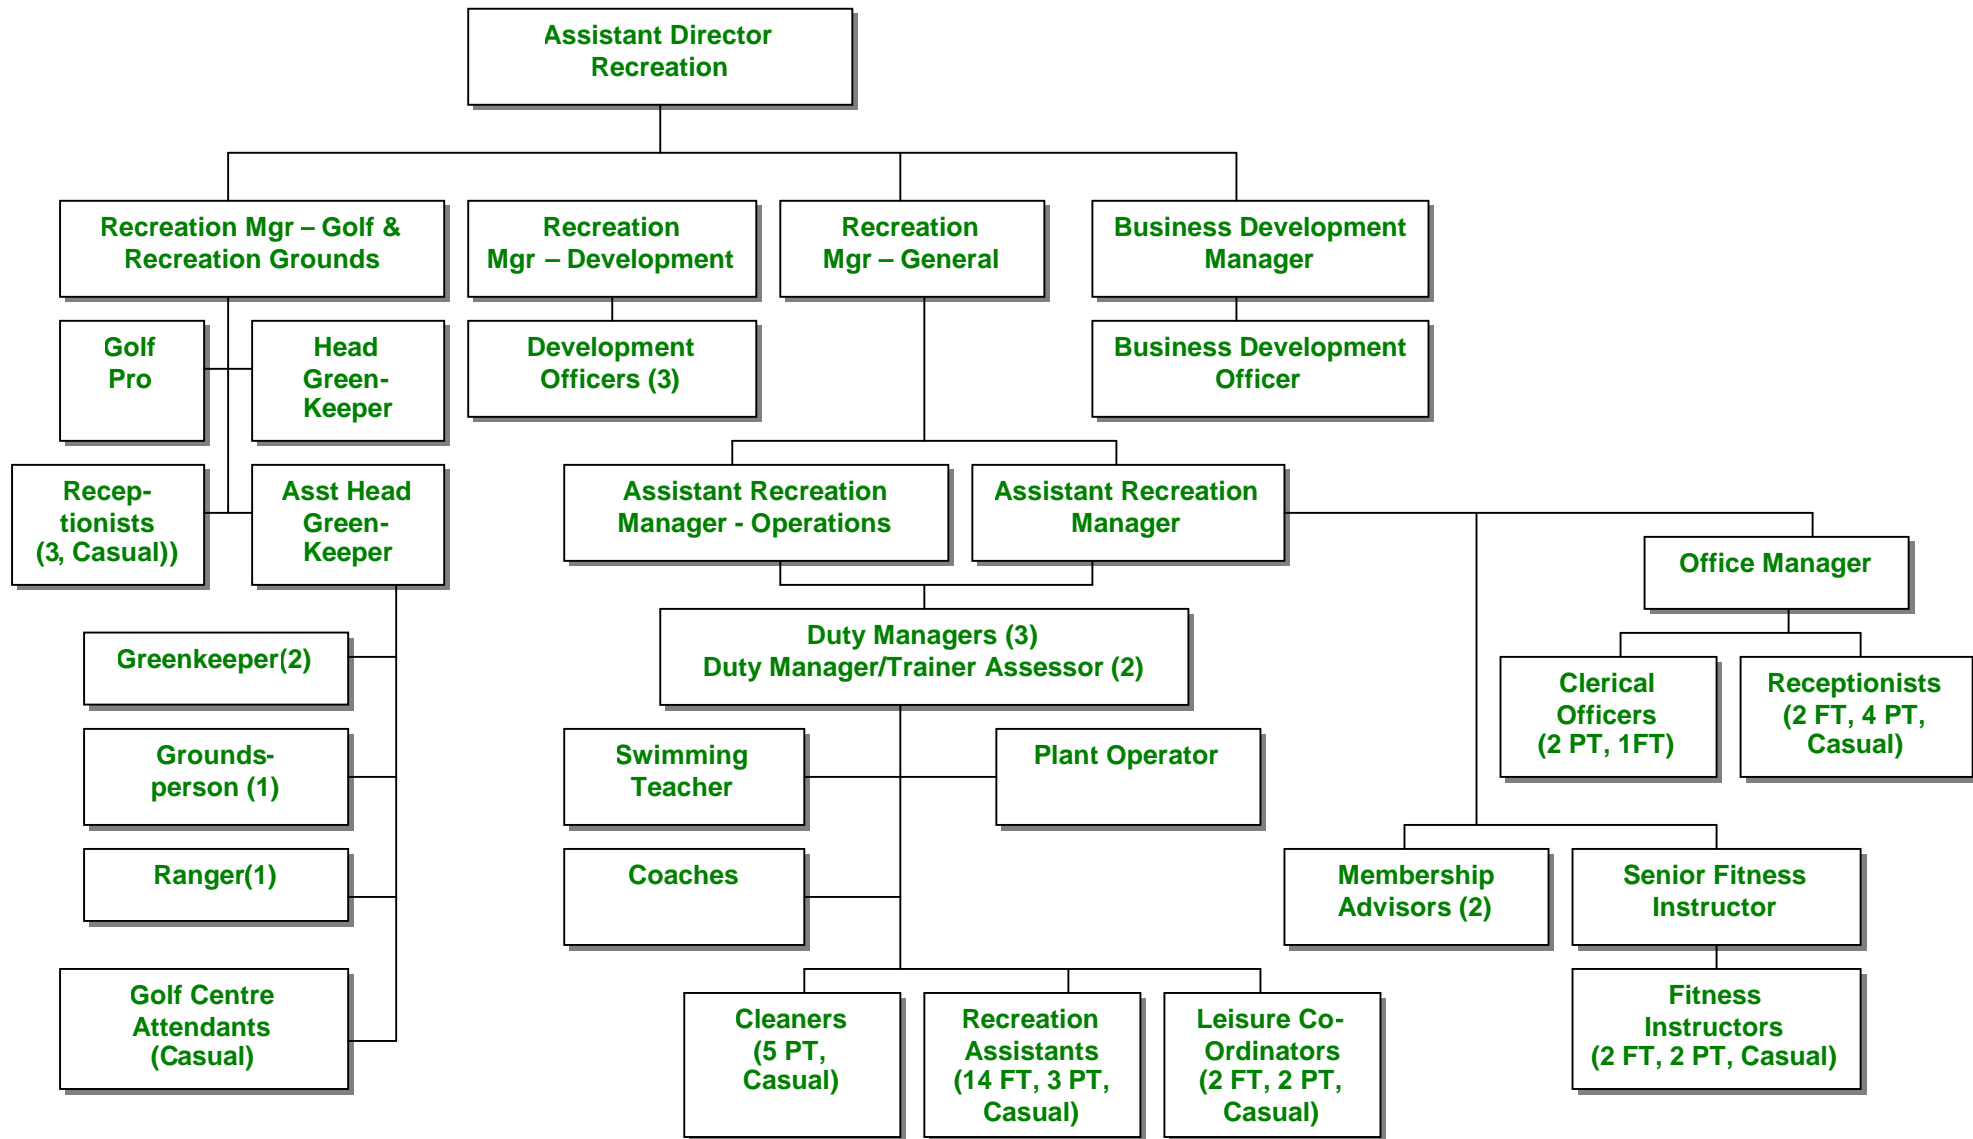 Assistant Director
Recreation
Recreation Mgr – Golf &
Recreation Grounds
Recreation
Mgr – Development
Recreation
Mgr – General
Business Development
Manager
Golf
Pro
Head
Green-
Keeper
Development
Officers (3)
Business Development
Officer
Recep-
tionists
(3, Casual))
Asst Head
Green-
Keeper
Assistant Recreation
Manager - Operations
Assistant Recreation
Manager
Office Manager
Greenkeeper(2)
Duty Managers (3)
Duty Manager/Trainer Assessor (2)
Clerical
Officers
(2 PT, 1FT)
Receptionists
(2 FT, 4 PT,
Casual)
Grounds-
person (1)
Swimming
Teacher
Plant Operator
Ranger(1)
Coaches
Membership
Advisors (2)
Senior Fitness
Instructor
Golf Centre
Attendants
(Casual)
Cleaners
(5 PT,
Casual)
Recreation
Assistants
(14 FT, 3 PT,
Casual)
Leisure Co-
Ordinators
(2 FT, 2 PT,
Casual)
Fitness
Instructors
(2 FT, 2 PT, Casual)